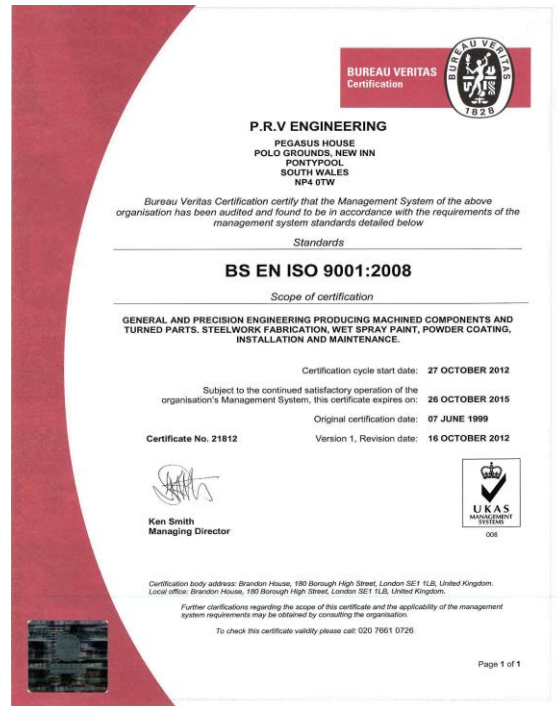 BUREAU VERITAS
Certification
BUREAU VERITAS
1828
P.R.V ENGINEERING
PEGASUS HOUSE
POLO GROUNDS, NEW INN
PONTYPOOL
SOUTH WALES
NP4 0TW
Bureau Veritas Certification certify that the Management System of the above
organisation has been audited and found to be in accordance with the requirements of the
management system standards detailed below
Standards
BS EN ISO 9001:2008
Scope of certification
GENERAL AND PRECISION ENGINEERING PRODUCING MACHINED COMPONENTS AND
TURNED PARTS. STEELWORK FABRICATION, WET SPRAY PAINT, POWDER COATING,
INSTALLATION AND MAINTENANCE.
Certification cycle start date: 27 OCTOBER 2012
Subject to the continued satisfactory operation of the
organisation's Management System, this certificate expires on: 26 OCTOBER 2015
Original certification date: 07 JUNE 1999
Certificate No. 21812 Version 1, Revision date: 16 OCTOBER 2012
Ken Smith
Managing Director
UKAS
MANAGEMENT
SYSTEMS
008
Certification body address: Brandon House, 180 Borough High Street, London SE1 1LB, United Kingdom.
Local office: Brandon House, 180 Borough High Street, London SE1 1LB, United Kingdom.
Further clarifications regarding the scope of this certificate and the applicability of the management
system requirements may be obtained by consulting the organisation.
To check this certificate validity please call: 020 7661 0726
Page 1 of 1